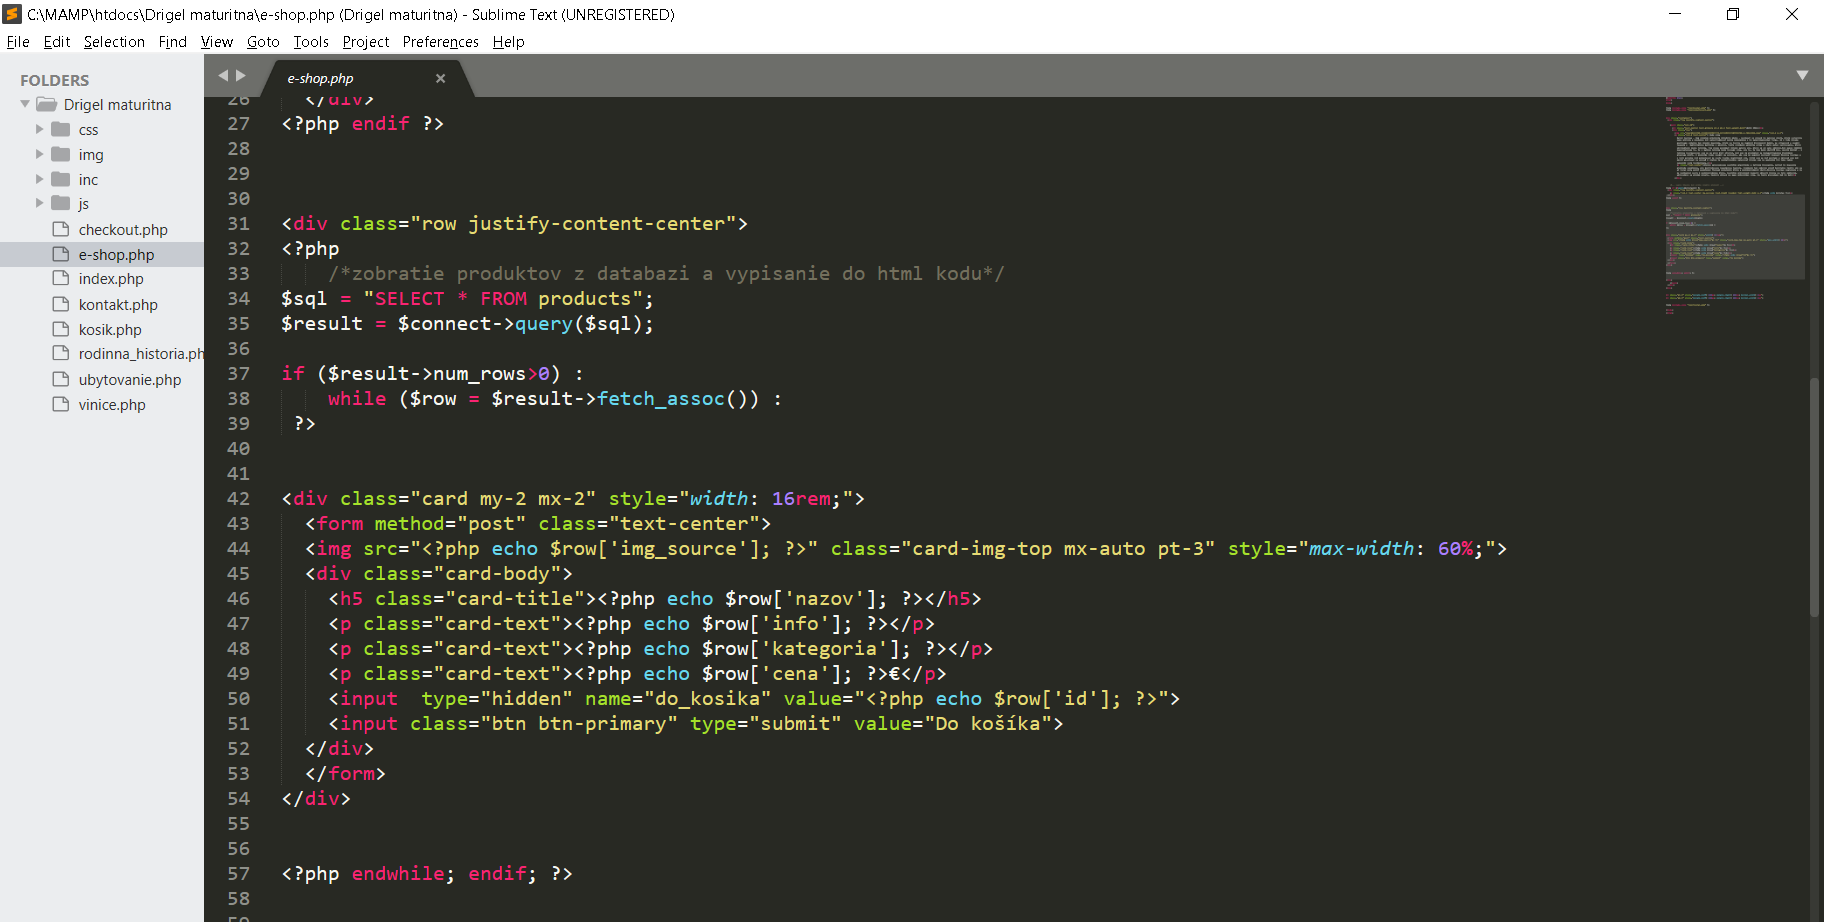 C:\MAMP\htdocs\Drigel maturitna\e-shop.php (Drigel maturitna) - Sublime Text (UNREGISTERED)
File Edit Selection Find View Goto Tools Project Preferences Help
FOLDERS
Drigel maturitna
css
img
inc
js
checkout.php
e-shop.php
index.php
kontakt.php
kosik.php
rodinna_historia.ph
ubytovanie.php
vinice.php
e-shop.php
26 </div>
27 <?php endif ?>
28
29
30
31 <div class="row justify-content-center">
32 <?php
33 /*zobratie produktov z databazi a vypisanie do html kodu*/
34 $sql = "SELECT * FROM products";
35 $result = $connect->query($sql);
36
37 if ($result->num_rows>0) :
38 while ($row = $result->fetch_assoc()) :
39 ?>
40
41
42 <div class="card my-2 mx-2" style="width: 16rem;">
43 <form method="post" class="text-center">
44 <img src="<?php echo $row['img_source']; ?>" class="card-img-top mx-auto pt-3" style="max-width: 60%;">
45 <div class="card-body">
46 <h5 class="card-title"><?php echo $row['nazov']; ?></h5>
47 <p class="card-text"><?php echo $row['info']; ?></p>
48 <p class="card-text"><?php echo $row['kategoria']; ?></p>
49 <p class="card-text"><?php echo $row['cena']; ?>€</p>
50 <input  type="hidden" name="do_kosika" value="<?php echo $row['id']; ?>">
51 <input class="btn btn-primary" type="submit" value="Do košíka">
52 </div>
53 </form>
54 </div>
55
56
57 <?php endwhile; endif; ?>
58